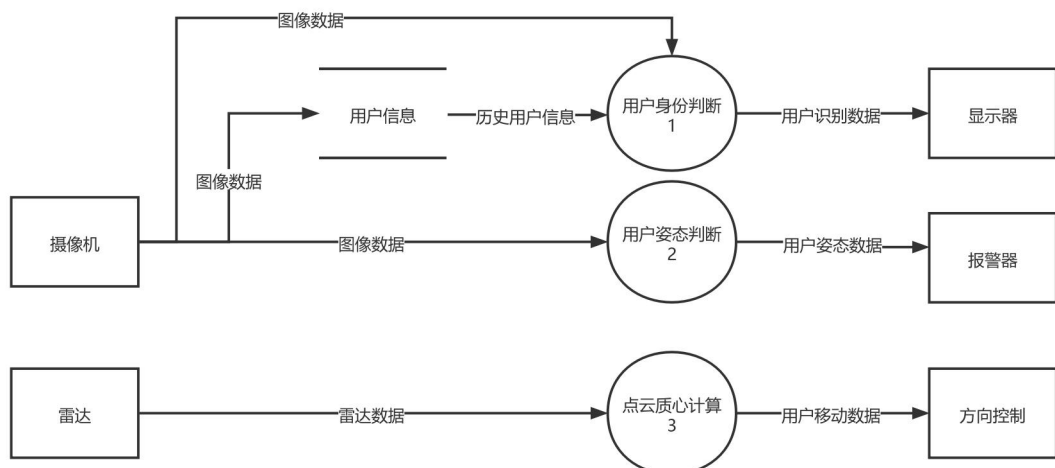 图像数据
用户信息
历史用户信息
用户身份判断
1
用户识别数据
显示器
图像数据
摄像机
图像数据
用户姿态判断
2
用户姿态数据
报警器
雷达
雷达数据
点云质心计算
3
用户移动数据
方向控制